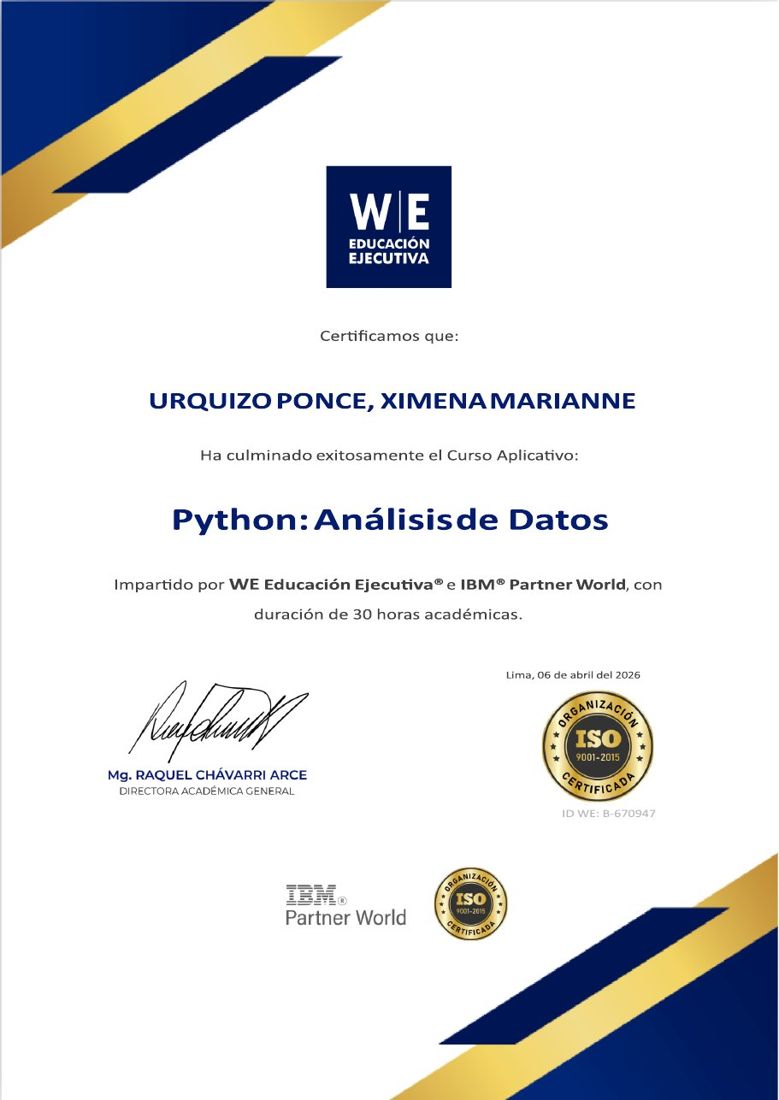 W|E
EDUCACIÓN
EJECUTIVA
Certificamos que:
URQUIZO PONCE, XIMENA MARIANNE
Ha culminado exitosamente el Curso Aplicativo:
Python: Análisis de Datos
Impartido por WE Educación Ejecutiva® e IBM® Partner World, con
duración de 30 horas académicas.
Lima, 06 de abril del 2026
ORGANIZACIÓN
ISO
9001-2015
CERTIFICADA
Mg. RAQUEL CHÁVARRI ARCE
DIRECTORA ACADÉMICA GENERAL
ID WE: B-670947
IBM®
Partner World
ORGANIZACIÓN
ISO
9001-2015
CERTIFICADA